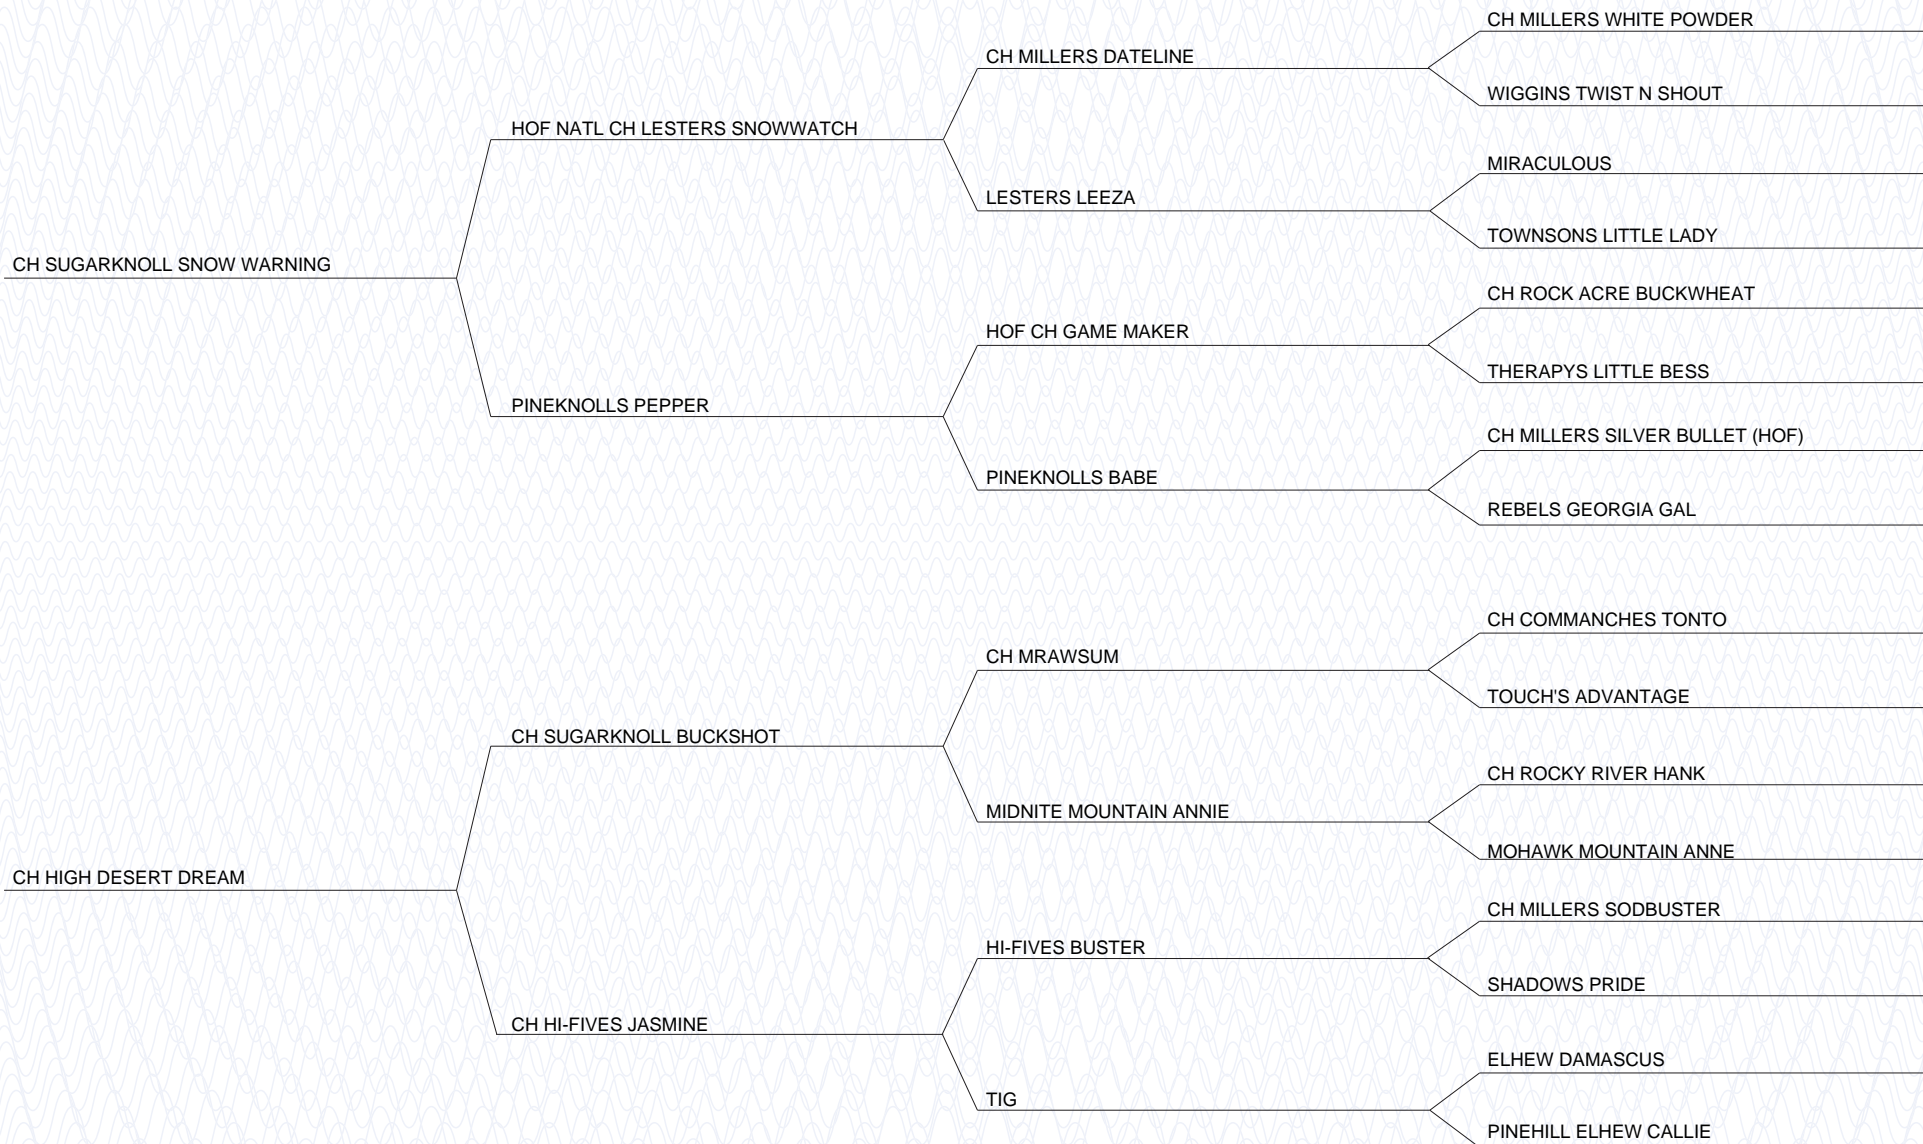 CH MILLERS WHITE POWDER
CH MILLERS DATELINE
WIGGINS TWIST N SHOUT
HOF NATL CH LESTERS SNOWWATCH
MIRACULOUS
LESTERS LEEZA
TOWNSONS LITTLE LADY
CH SUGARKNOLL SNOW WARNING
CH ROCK ACRE BUCKWHEAT
HOF CH GAME MAKER
THERAPYS LITTLE BESS
PINEKNOLLS PEPPER
CH MILLERS SILVER BULLET (HOF)
PINEKNOLLS BABE
REBELS GEORGIA GAL
CH COMMANCHES TONTO
CH MRAWSUM
TOUCH'S ADVANTAGE
CH SUGARKNOLL BUCKSHOT
CH ROCKY RIVER HANK
MIDNITE MOUNTAIN ANNIE
MOHAWK MOUNTAIN ANNE
CH HIGH DESERT DREAM
CH MILLERS SODBUSTER
HI-FIVES BUSTER
SHADOWS PRIDE
CH HI-FIVES JASMINE
ELHEW DAMASCUS
TIG
PINEHILL ELHEW CALLIE